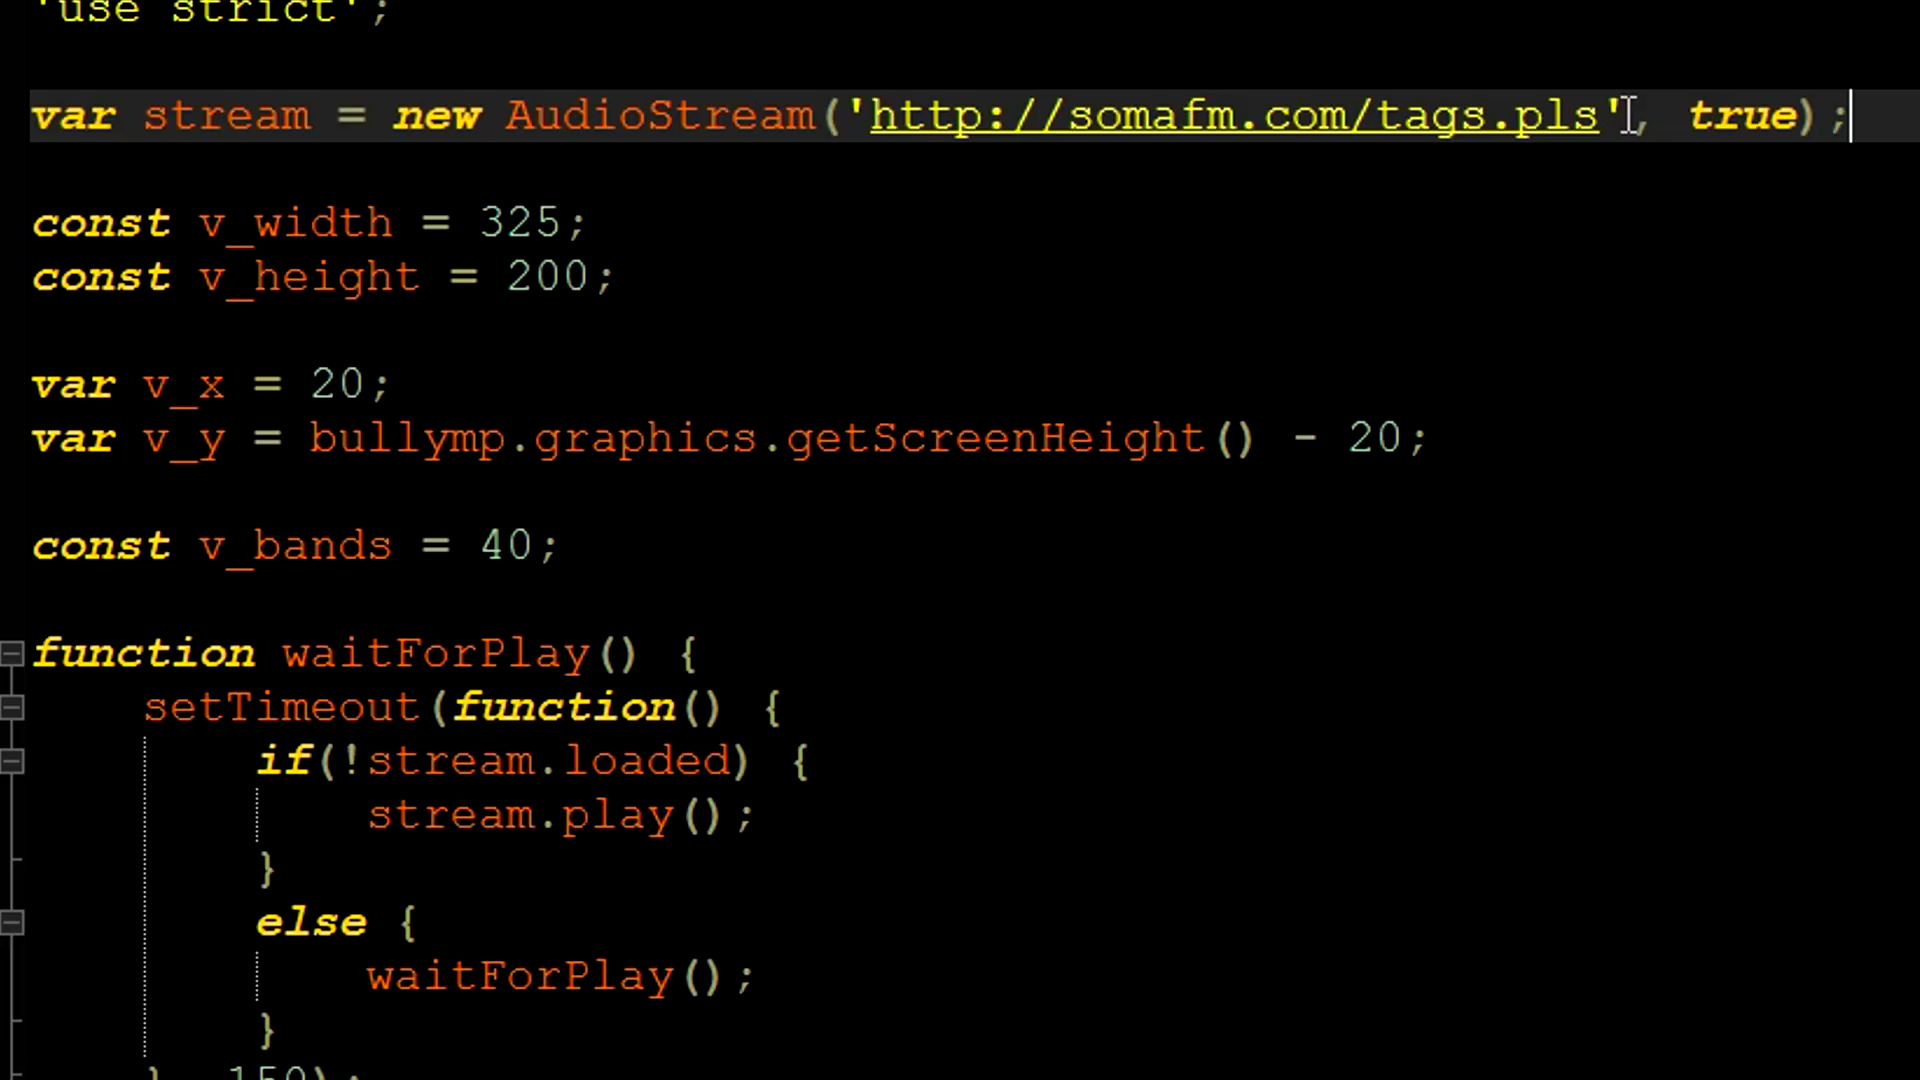 'use strict';
var stream = new AudioStream('http://somafm.com/tags.pls', true);
const v_width = 325;
const v_height = 200;
var v_x = 20;
var v_y = bullymp.graphics.getScreenHeight() - 20;
const v_bands = 40;
function waitForPlay() {
setTimeout(function() {
if(!stream.loaded) {
stream.play();
}
else {
waitForPlay();
}
}, 150);